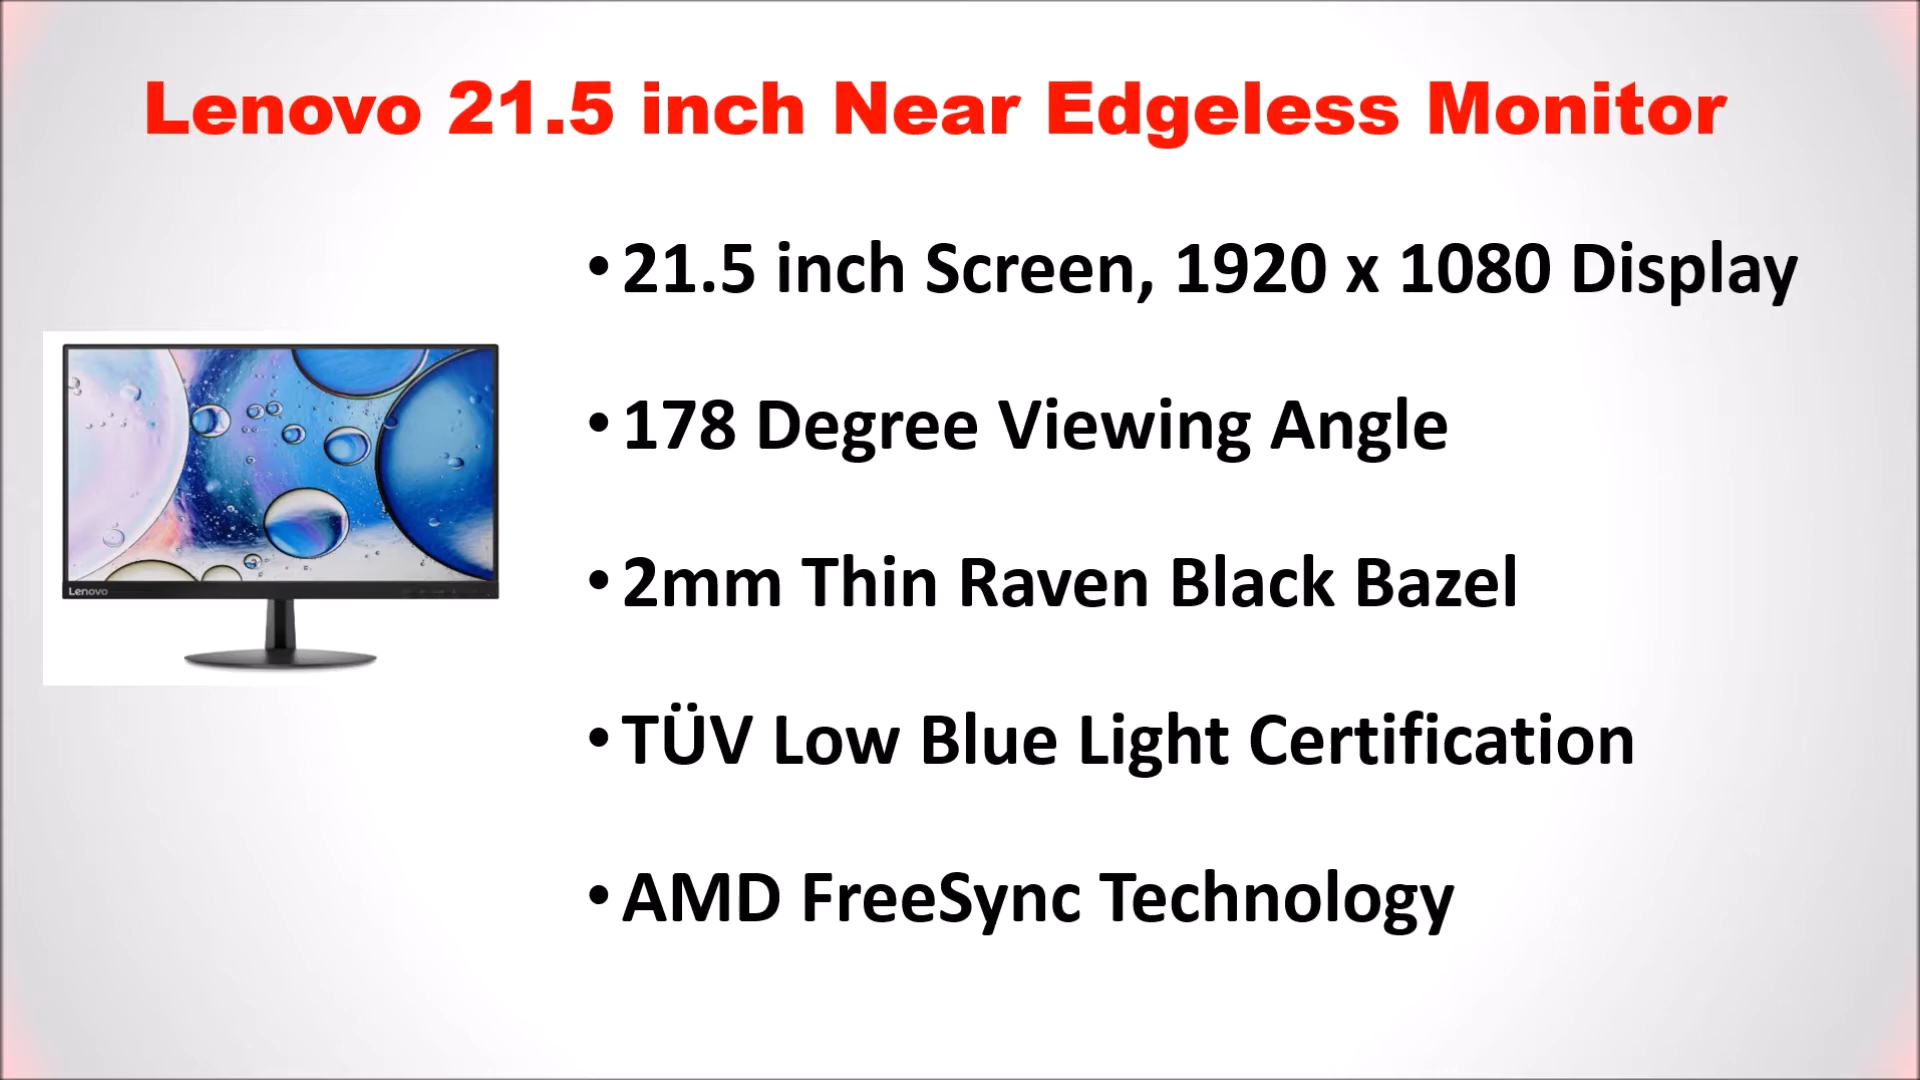 Lenovo 21.5 inch Near Edgeless Monitor
• 21.5 inch Screen, 1920 x 1080 Display
• 178 Degree Viewing Angle
Lenovo
• 2mm Thin Raven Black Bazel
• TÜV Low Blue Light Certification
• AMD FreeSync Technology